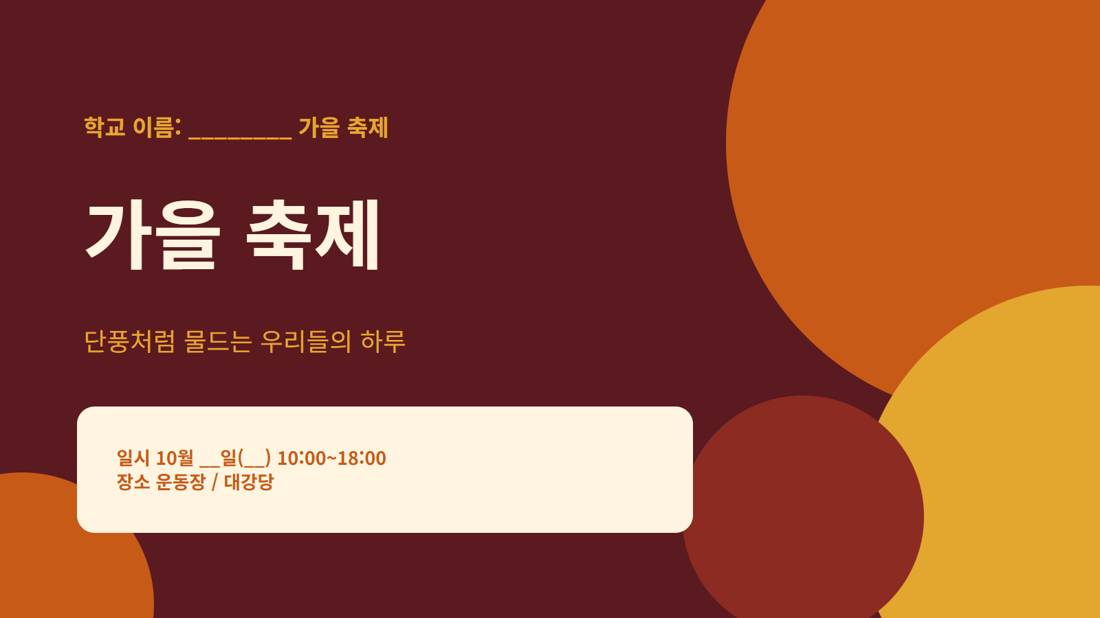 학교 이름: ________ 가을 축제
가을 축제
단풍처럼 물드는 우리들의 하루
일시 10월 __일(__) 10:00~18:00
장소 운동장 / 대강당